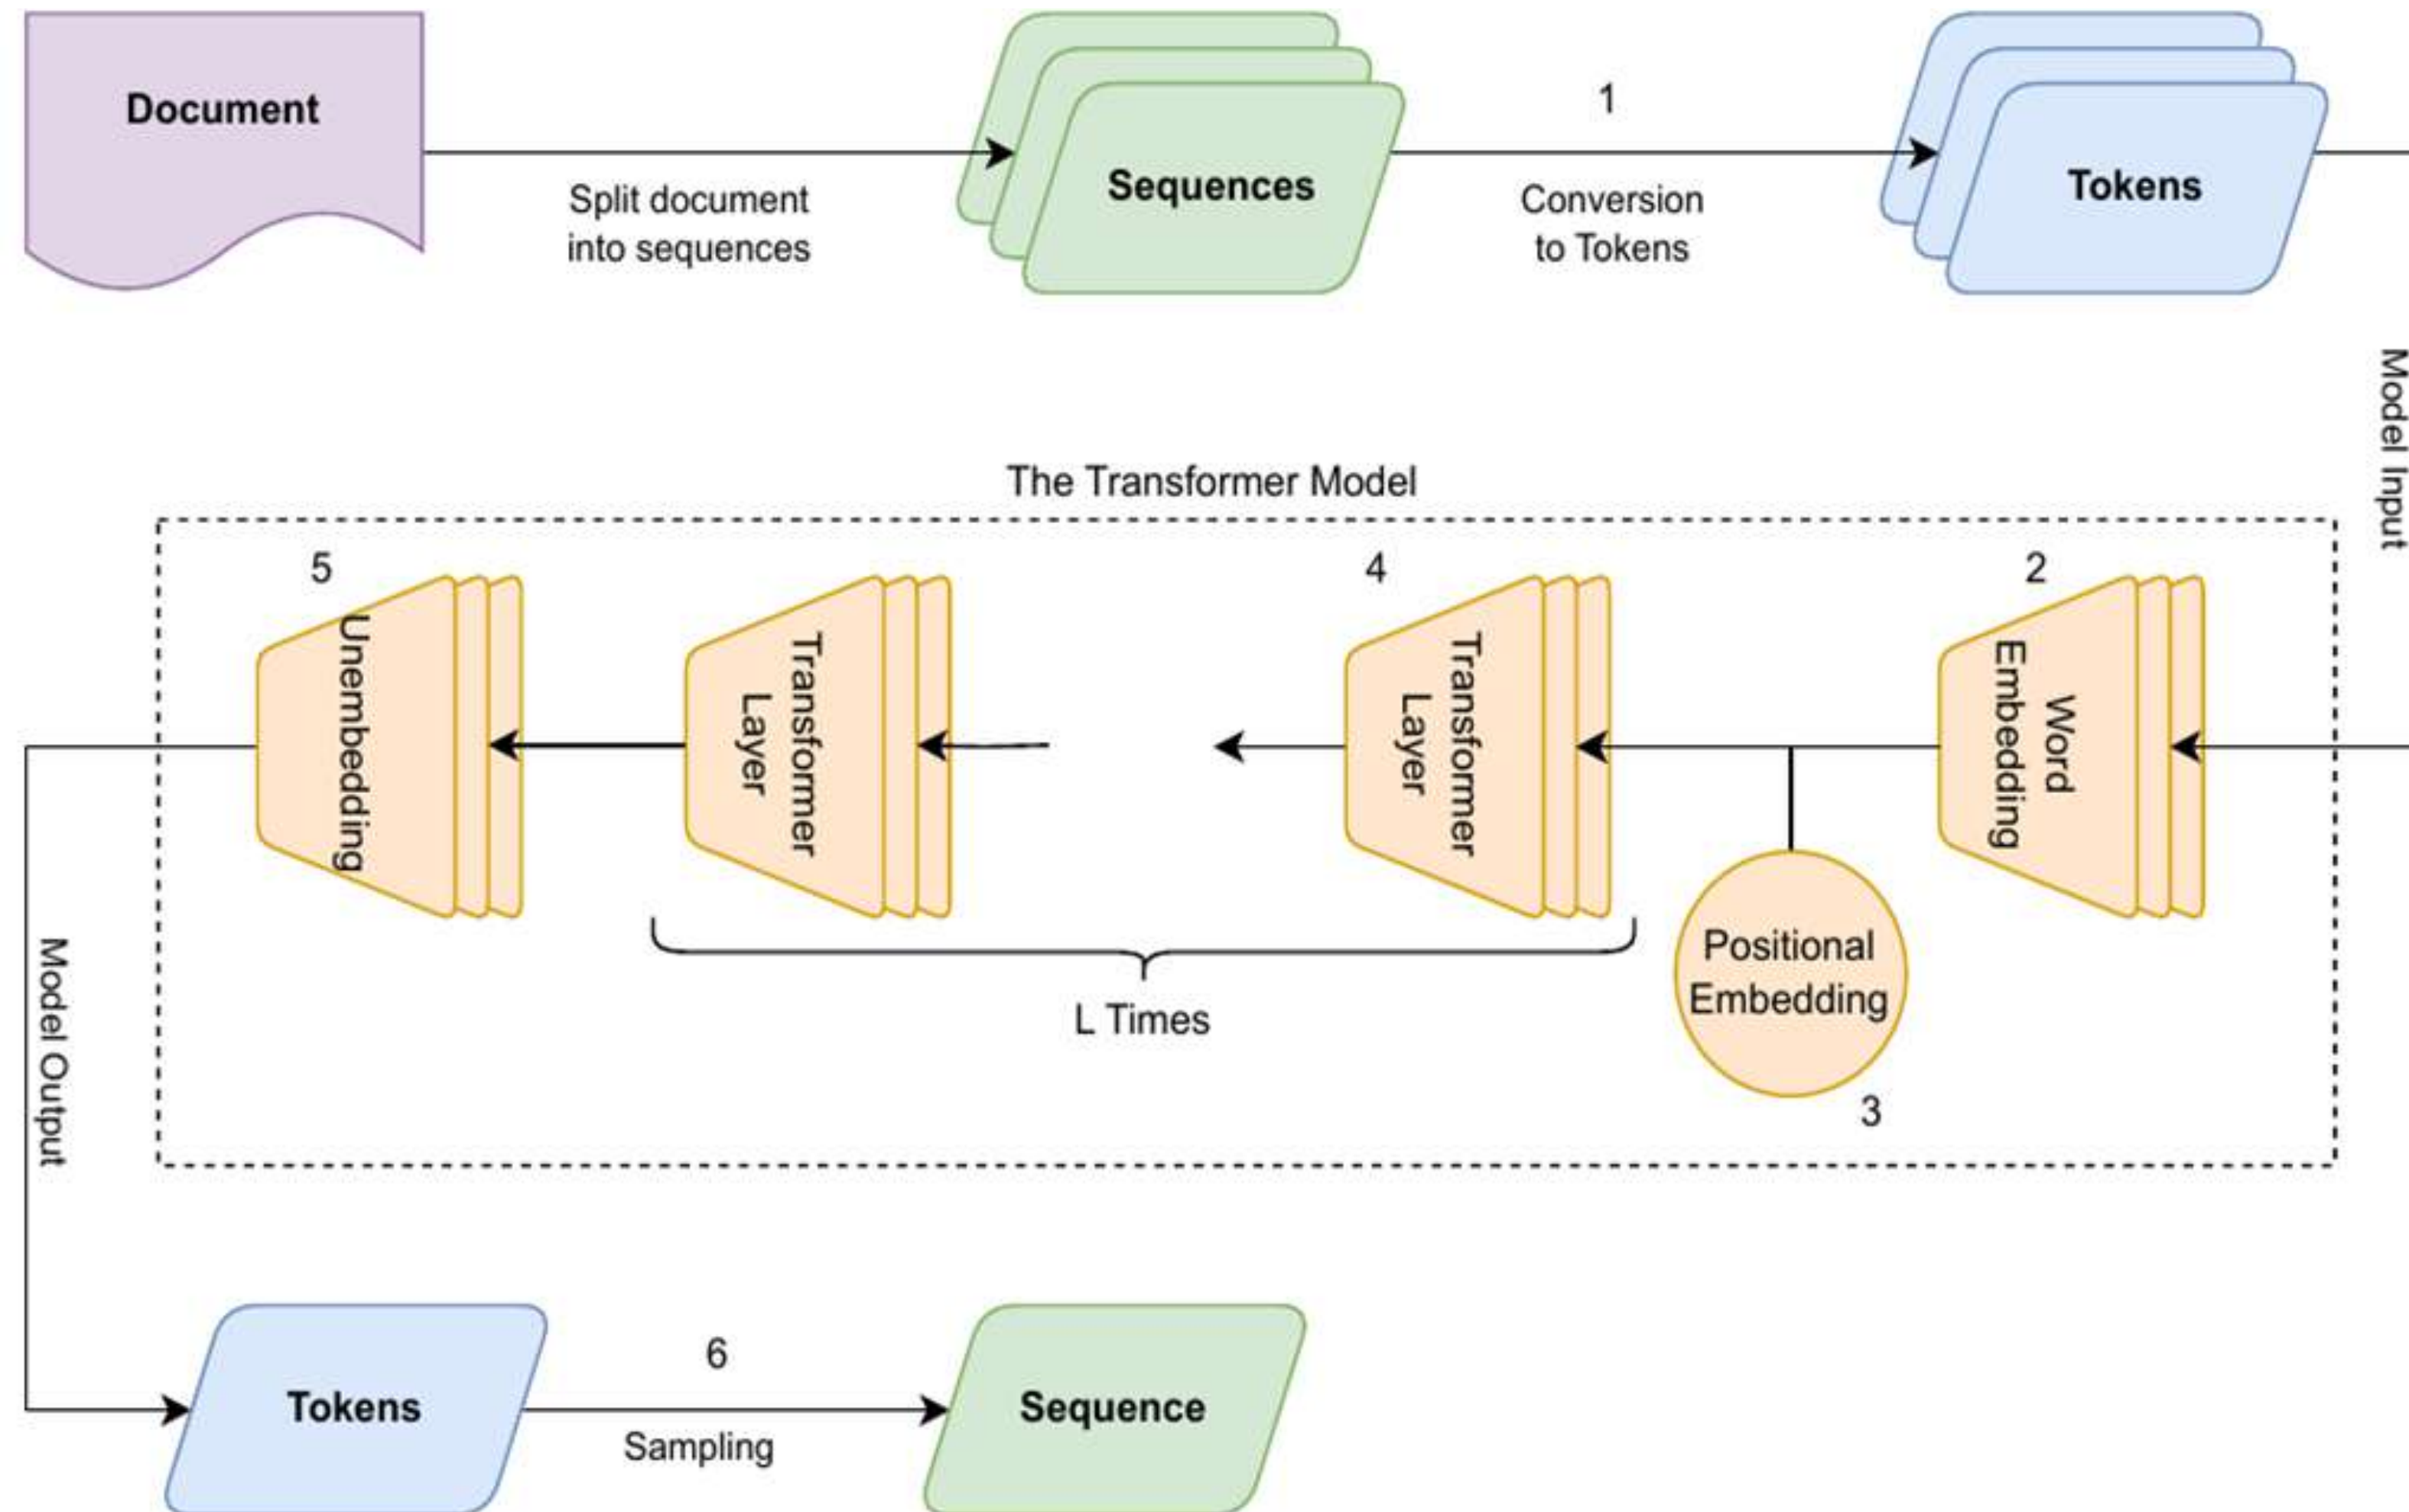 Document
Split document
into sequences
Sequences
1
Conversion
to Tokens
Tokens
Model Input
The Transformer Model
2
Word
Embedding
Positional
Embedding
3
4
Transformer
Layer
L Times
Transformer
Layer
5
Unembedding
Model Output
Tokens
6
Sampling
Sequence